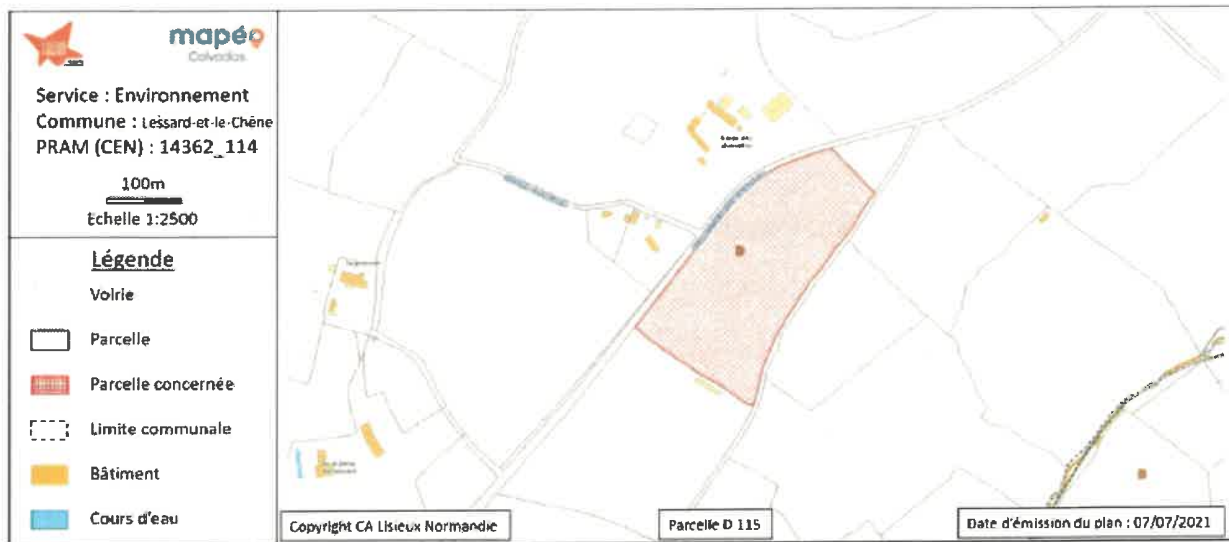 mapéo
Calvados
Service : Environnement
Commune : Lessard-et-le-Chêne
PRAM (CEN) : 14362_114
100m
Echelle 1:2500
Légende
Voirie
Parcelle
Parcelle concernée
Limite communale
Bâtiment
Cours d'eau
Copyright CA Lisieux Normandie
Parcelle D 115
Date d'émission du plan : 07/07/2021